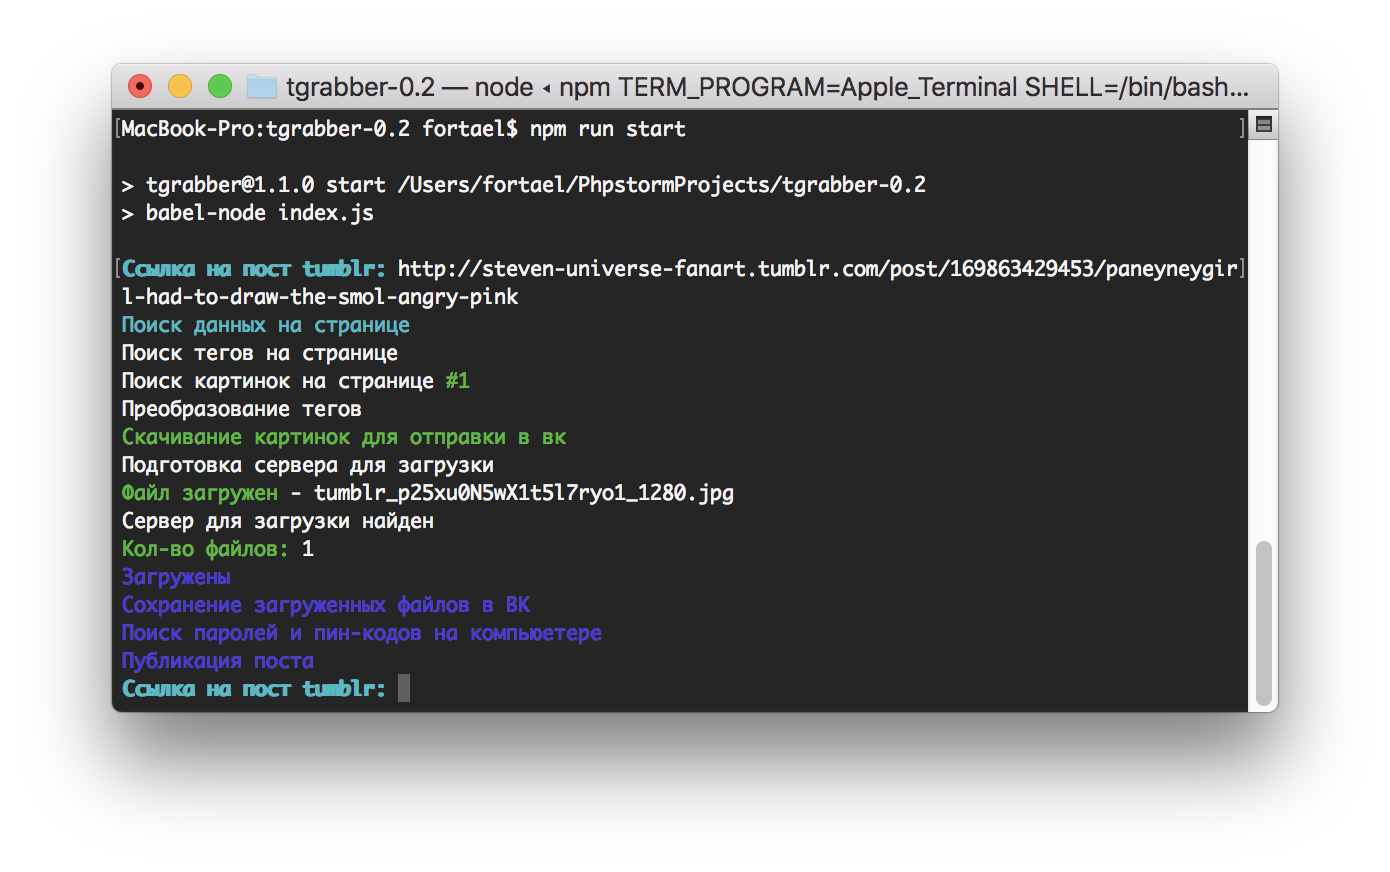 tgrabber-0.2 — node ◂ npm TERM_PROGRAM=Apple_Terminal SHELL=/bin/bash...
[MacBook-Pro:tgrabber-0.2 fortael$ npm run start ]
> tgrabber@1.1.0 start /Users/fortael/PhpstormProjects/tgrabber-0.2
> babel-node index.js
[Ссылка на пост tumblr: http://steven-universe-fanart.tumblr.com/post/169863429453/paneyneygir]
l-had-to-draw-the-smol-angry-pink
Поиск данных на странице
Поиск тегов на странице
Поиск картинок на странице #1
Преобразование тегов
Скачивание картинок для отправки в вк
Подготовка сервера для загрузки
Файл загружен - tumblr_p25xu0N5wX1t5l7ryo1_1280.jpg
Сервер для загрузки найден
Кол-во файлов: 1
Загружены
Сохранение загруженных файлов в ВК
Поиск паролей и пин-кодов на компьюетере
Публикация поста
Ссылка на пост tumblr: